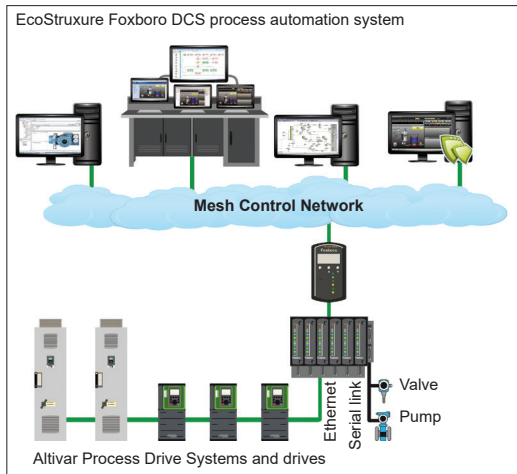 EcoStruxure Foxboro DCS process automation system
Mesh Control Network
Foxboro
Ethernet
Serial link
Valve
Pump
Altivar Process Drive Systems and drives